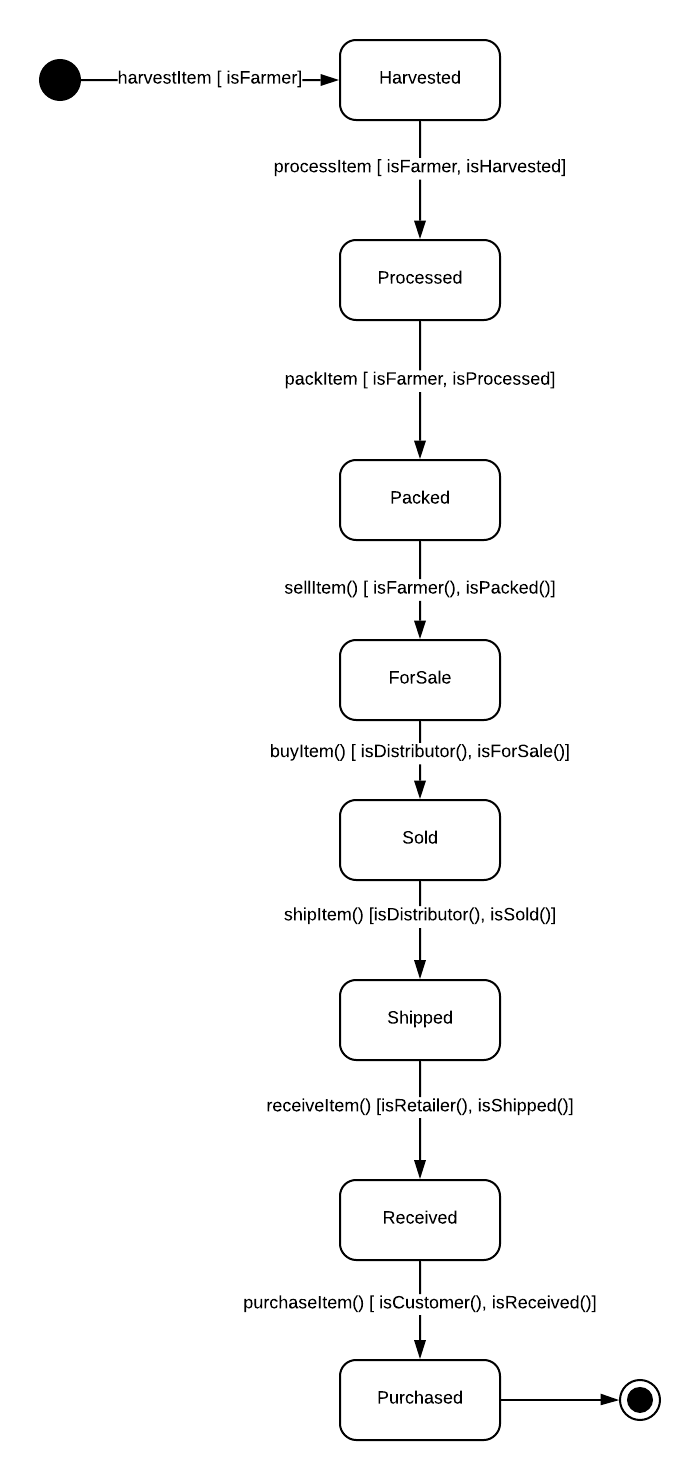 harvestItem [ isFarmer]
Harvested
processItem [ isFarmer, isHarvested]
Processed
packItem [ isFarmer, isProcessed]
Packed
sellItem() [ isFarmer(), isPacked()]
ForSale
buyItem() [ isDistributor(), isForSale()]
Sold
shipItem() [isDistributor(), isSold()]
Shipped
receiveItem() [isRetailer(), isShipped()]
Received
purchaseItem() [ isCustomer(), isReceived()]
Purchased